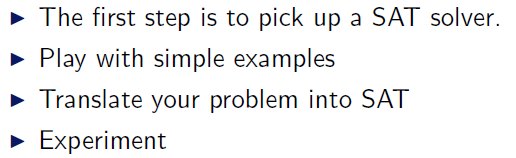 ▶ The first step is to pick up a SAT solver.
▶ Play with simple examples
▶ Translate your problem into SAT
▶ Experiment